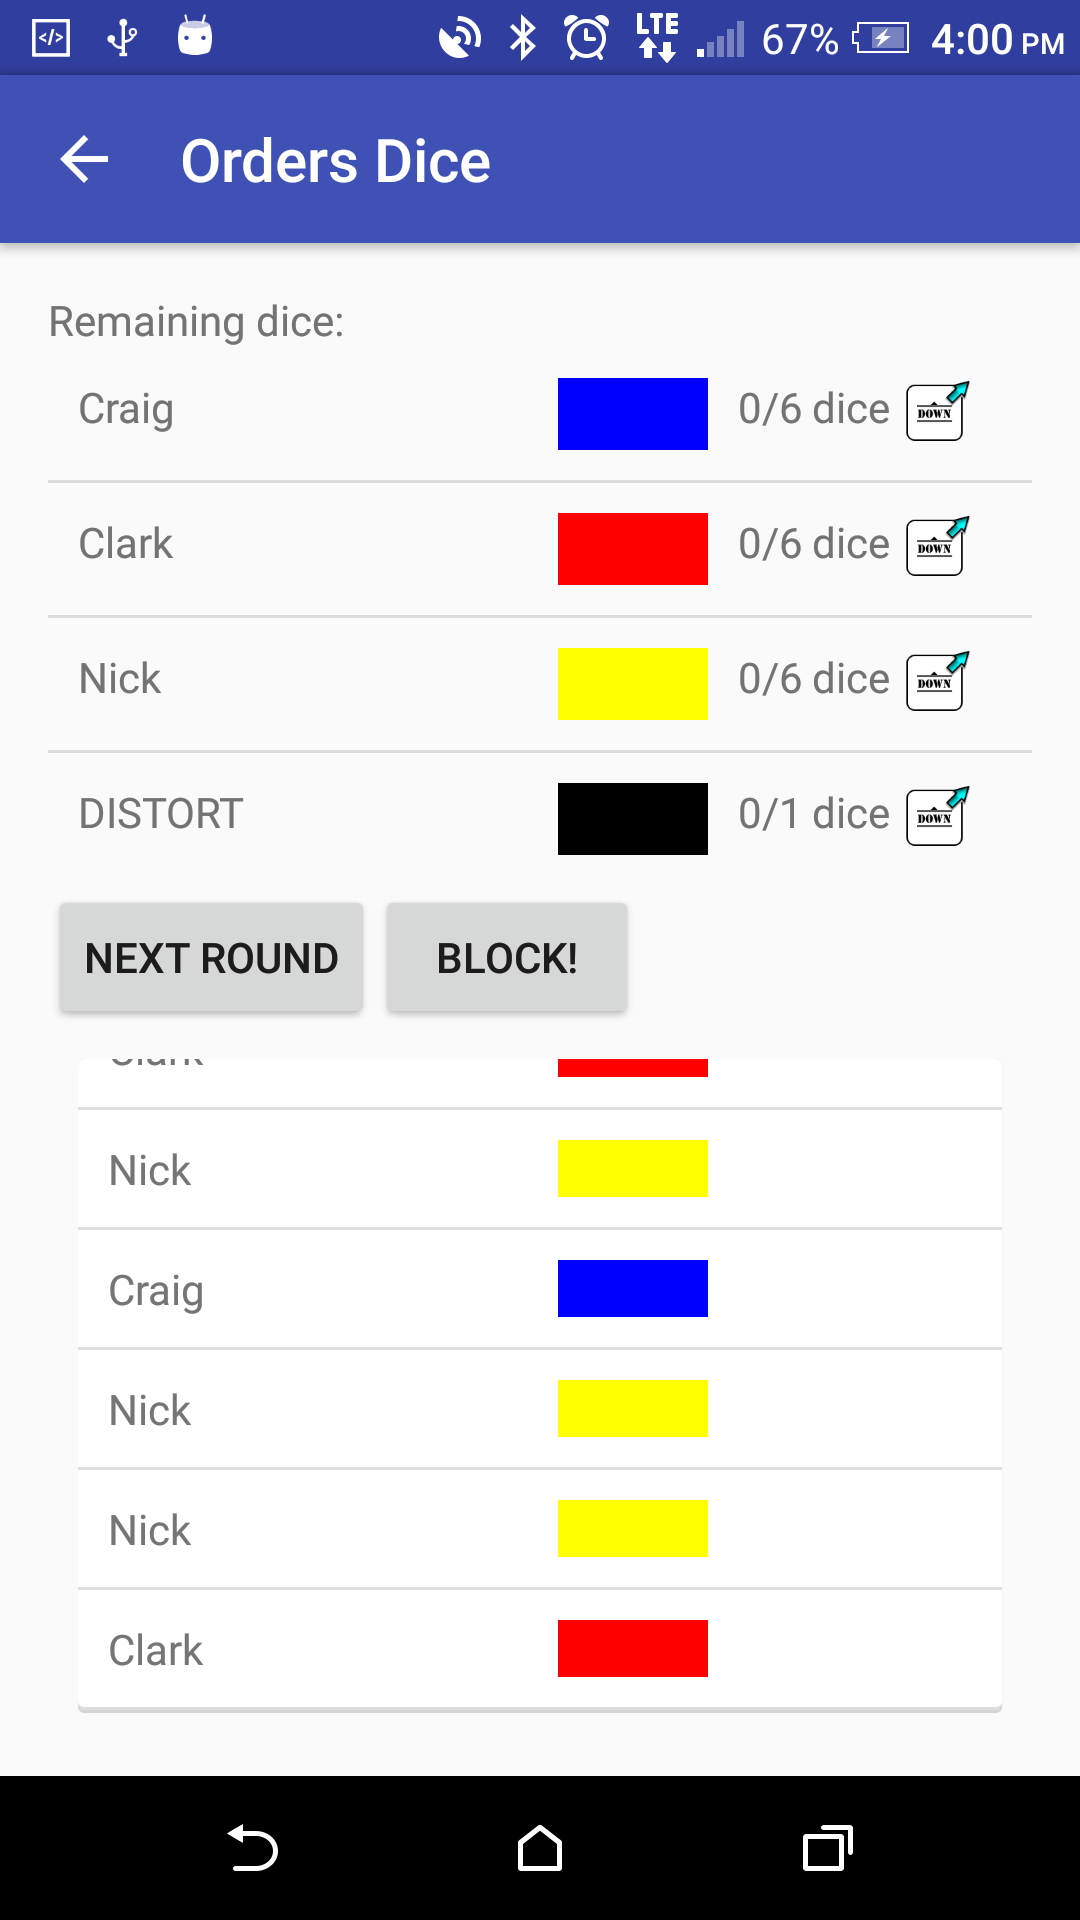 LTE 67% 4:00 PM
Orders Dice
Remaining dice:
Craig 0/6 dice DOWN
Clark 0/6 dice DOWN
Nick 0/6 dice DOWN
DISTORT 0/1 dice DOWN
NEXT ROUND BLOCK!
Clark
Nick
Craig
Nick
Nick
Clark